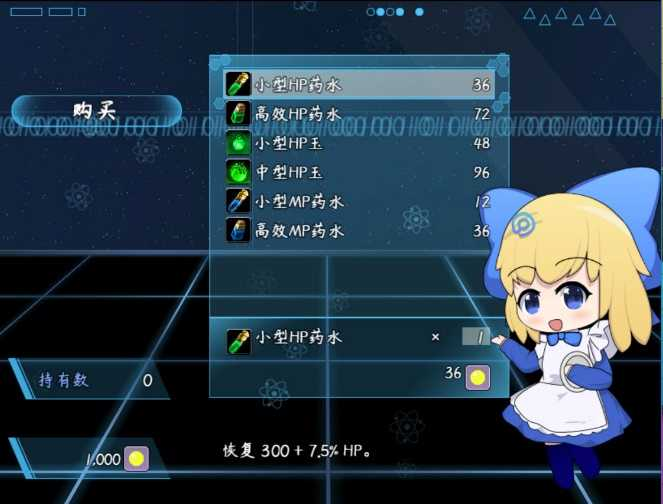 购买
小型HP药水 36
高效HP药水 72
小型HP玉 48
中型HP玉 96
小型MP药水 12
高效MP药水 36
小型HP药水 × 1
36
持有数 0
1,000
恢复 300 + 7.5% HP。